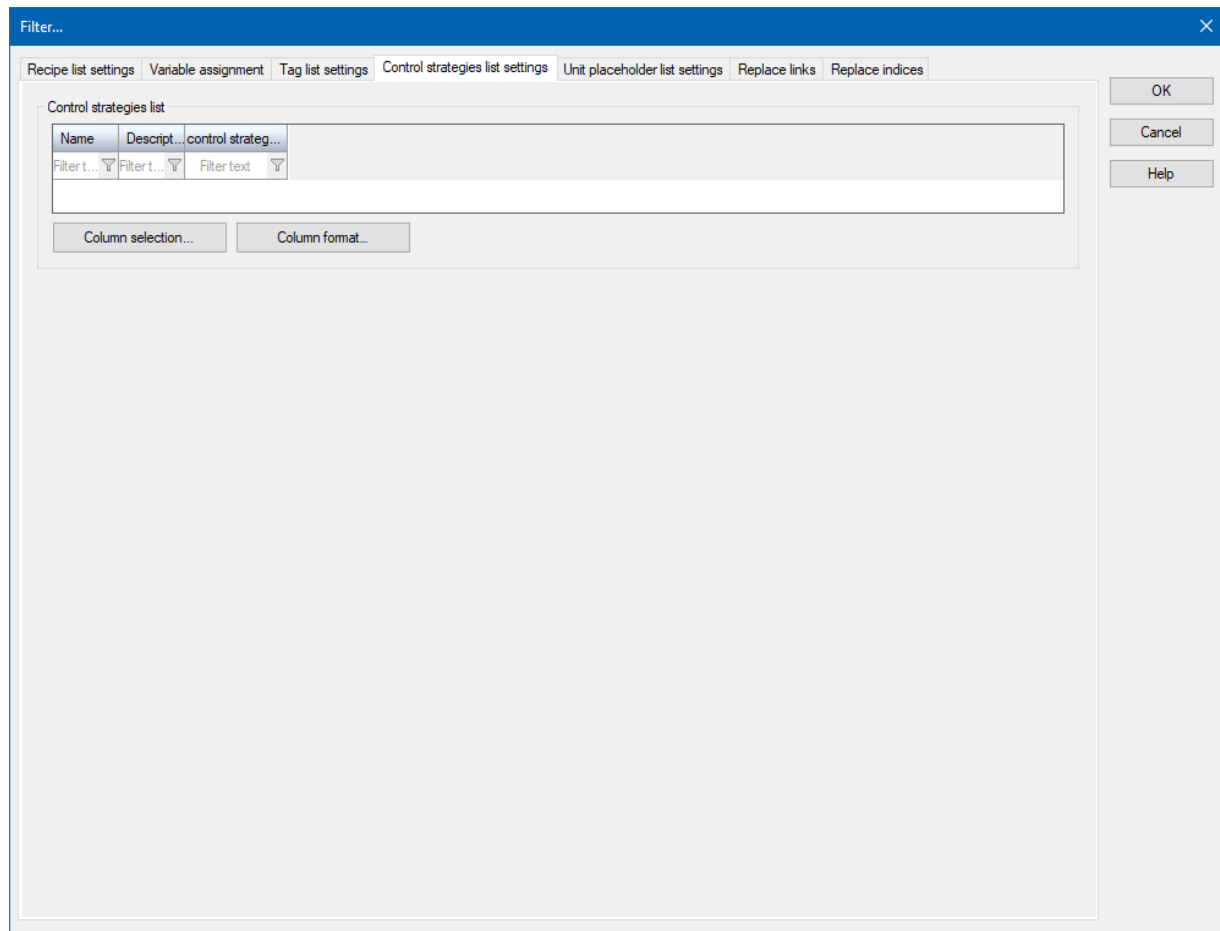 Filter...
Recipe list settings Variable assignment Tag list settings Control strategies list settings Unit placeholder list settings Replace links Replace indices
OK
Control strategies list
Cancel
Name Descript... control strateg...
Filter t... Filter t... Filter text
Help
Column selection... Column format...